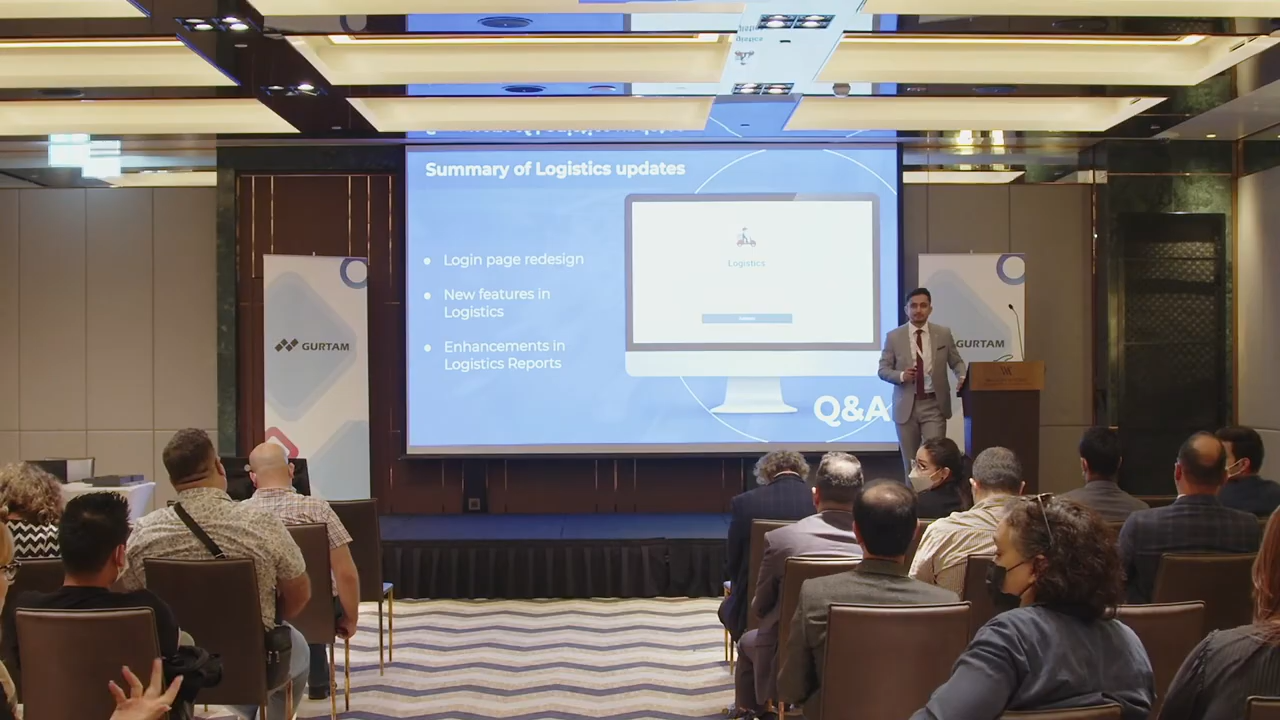 Summary of Logistics updates
Login page redesign
New features in
Logistics
Enhancements in
Logistics Reports
Logistics
Q&A
GURTAM
GURTAM